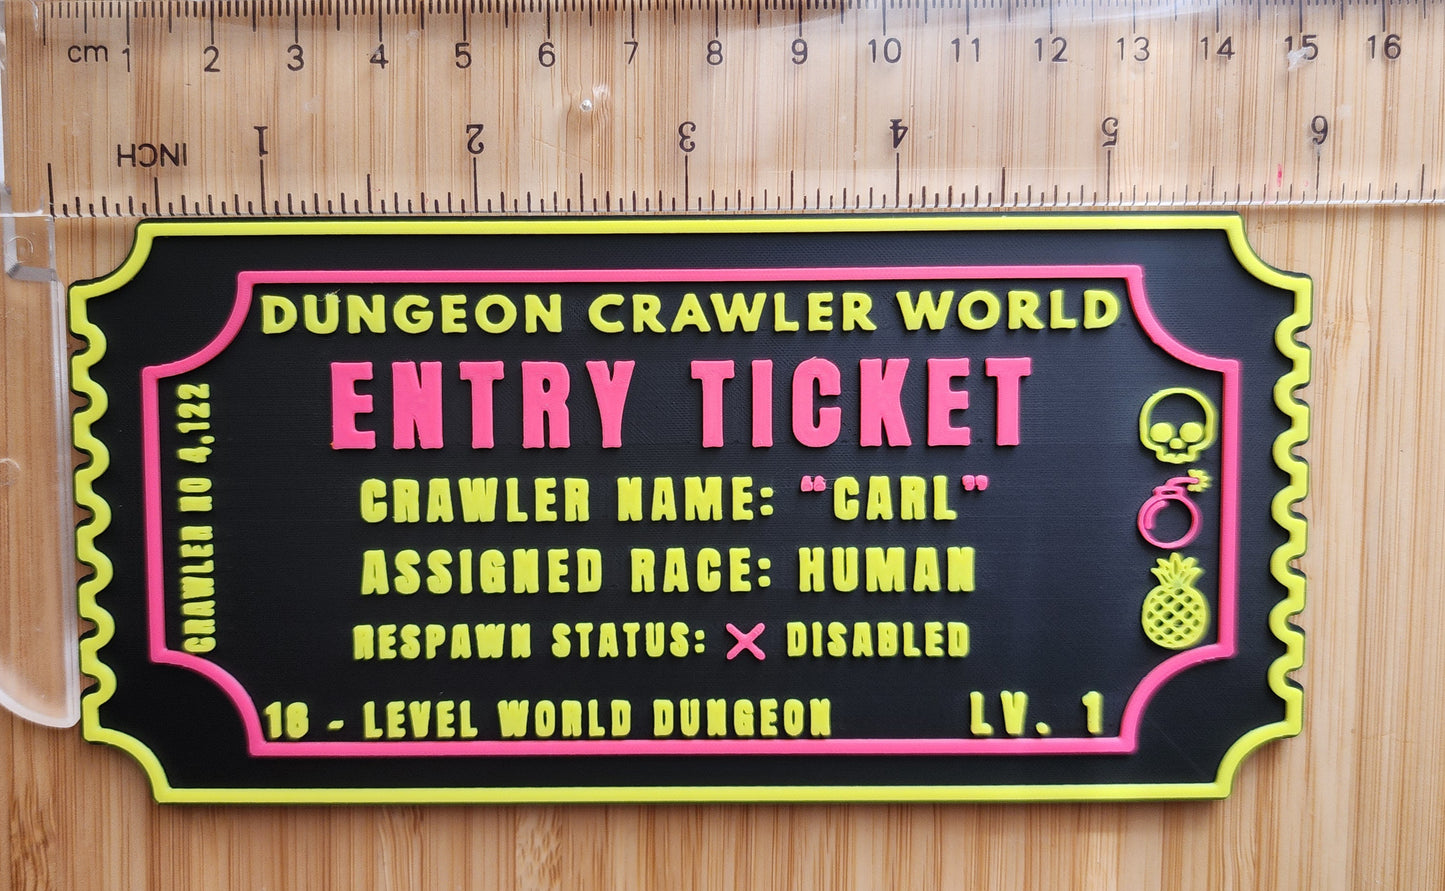 cm 1 2 3 4 5 6 7 8 9 10 11 12 13 14 15 16
INCH 1 2 3 4 5 6
DUNGEON CRAWLER WORLD
ENTRY TICKET
CRAWLER NO 4,122
CRAWLER NAME: “CARL”
ASSIGNED RACE: HUMAN
RESPAWN STATUS: X DISABLED
18 - LEVEL WORLD DUNGEON
LV. 1